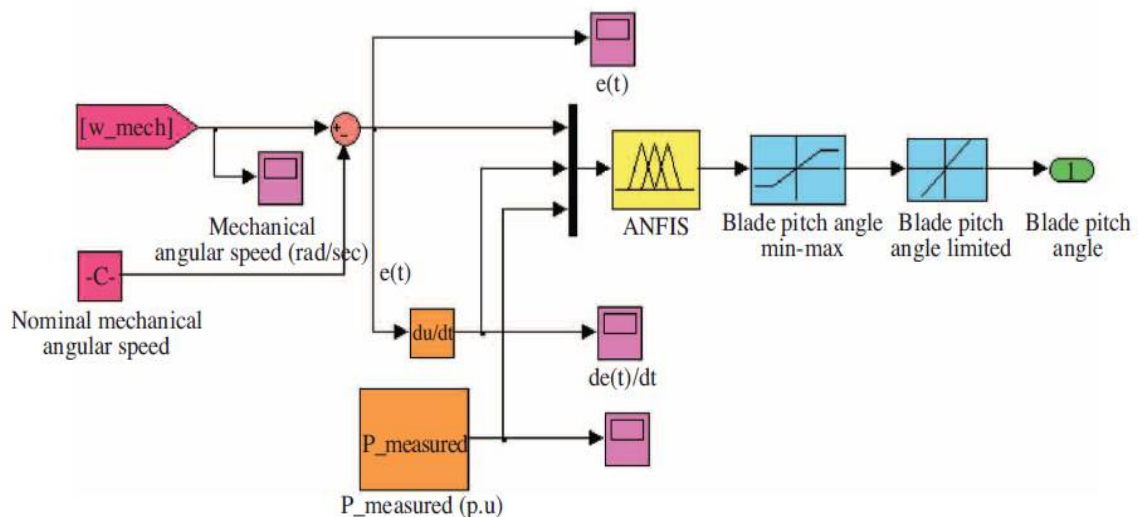 e(t)
[w_mech]
+
-
Mechanical
angular speed (rad/sec)
ANFIS
Blade pitch angle
min-max
Blade pitch
angle limited
1
Blade pitch
angle
-C-
Nominal mechanical
angular speed
e(t)
du/dt
de(t)/dt
P_measured
P_measured (p.u)